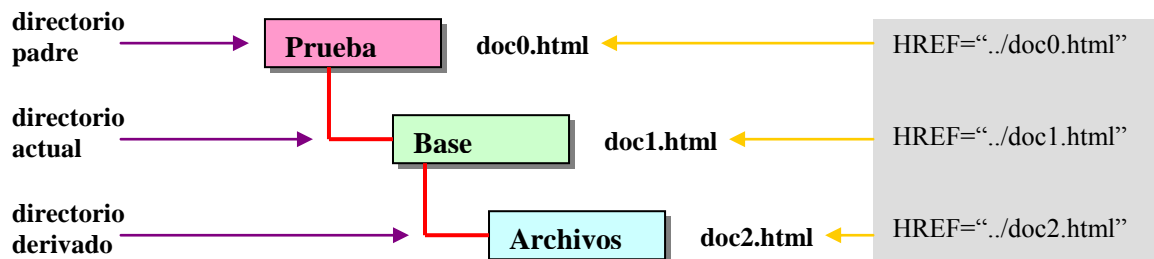 directorio
padre
Prueba
doc0.html
HREF=“../doc0.html”
directorio
actual
Base
doc1.html
HREF=“../doc1.html”
directorio
derivado
Archivos
doc2.html
HREF=“../doc2.html”